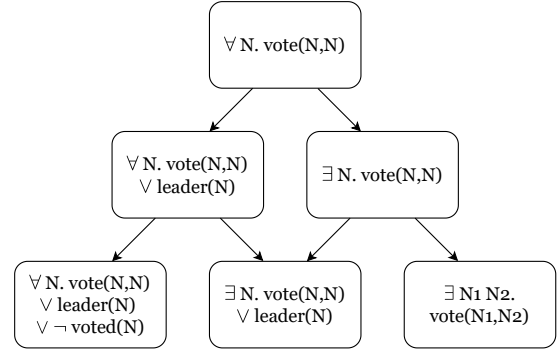 ∀ N. vote(N,N)
∀ N. vote(N,N)
∨ leader(N)
∃ N. vote(N,N)
∀ N. vote(N,N)
∨ leader(N)
∨ ¬ voted(N)
∃ N. vote(N,N)
∨ leader(N)
∃ N1 N2.
vote(N1,N2)